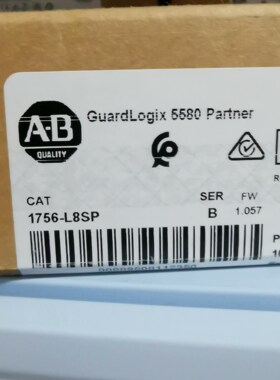 GuardLogix 5580 Partner
A-B
QUALITY
CAT
SER
FW
1756-L8SP
B
1.057